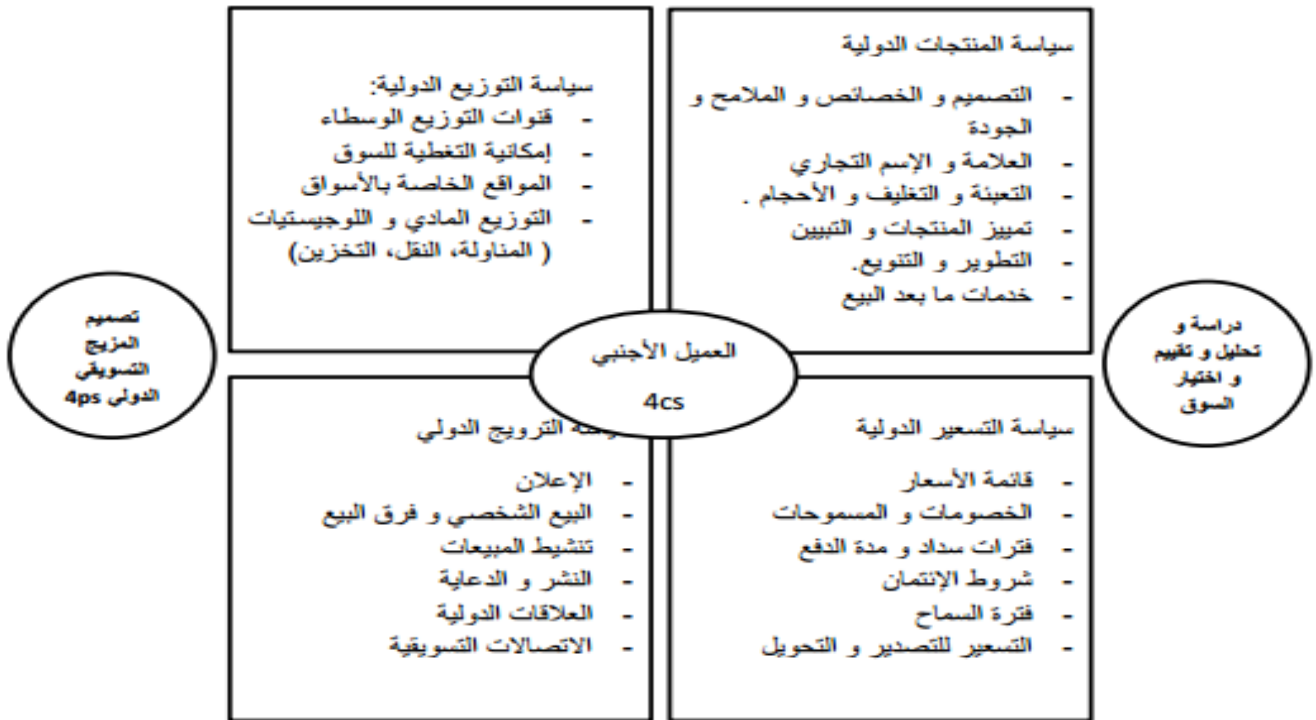 سياسة المنتجات الدولية
- التصميم و الخصائص و الملامح و
الجودة
- العلامة و الإسم التجاري
- التعبئة و التغليف و الأحجام .
- تمييز المنتجات و التبيين
- التطوير و التنويع.
- خدمات ما بعد البيع
سياسة التوزيع الدولية:
- قنوات التوزيع الوسطاء
- إمكانية التغطية للسوق
- المواقع الخاصة بالأسواق
- التوزيع المادي و اللوجيستيات
( المناولة، النقل، التخزين)
دراسة و
تحليل و تقييم
و اختيار
السوق
العميل الأجنبي
4cs
تصميم
المزيج
التسويقي
الدولي 4ps
سياسة التسعير الدولية
- قائمة الأسعار
- الخصومات و المسموحات
- فترات سداد و مدة الدفع
- شروط الإنتمان
- فترة السماح
- التسعير للتصدير و التحويل
الترويج الدولي
- الإعلان
- البيع الشخصي و فرق البيع
- تنشيط المبيعات
- النشر و الدعاية
- العلاقات الدولية
- الاتصالات التسويقية